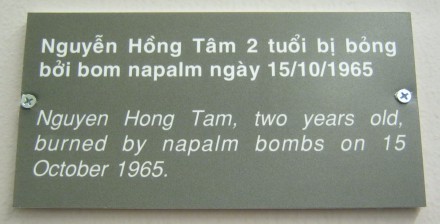 Nguyễn Hồng Tâm 2 tuổi bị bỏng
bởi bom napalm ngày 15/10/1965
Nguyen Hong Tam, two years old,
burned by napalm bombs on 15
October 1965.